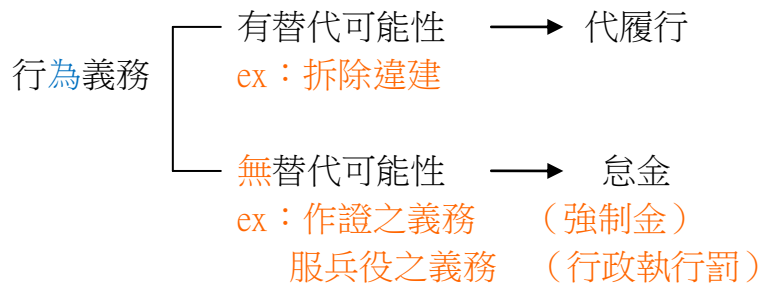 有替代可能性 代履行
行為義務 ex：拆除違建
無替代可能性 怠金
ex：作證之義務 （強制金）
服兵役之義務 （行政執行罰）